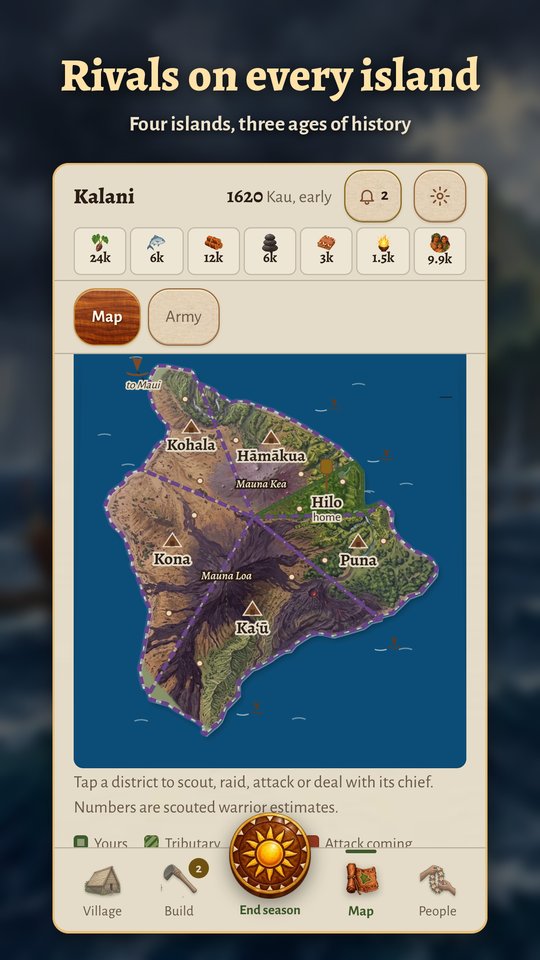 Rivals on every island
Four islands, three ages of history
Kalani
1620 Kau, early
2
24k
6k
12k
6k
3k
1.5k
9.9k
Map
Army
to Maui
Kohala
Hāmākua
Mauna Kea
Hilo
home
Kona
Puna
Mauna Loa
Kaʻū
Tap a district to scout, raid, attack or deal with its chief.
Numbers are scouted warrior estimates.
Yours
Tributary
Attack coming
2
Village
Build
End season
Map
People